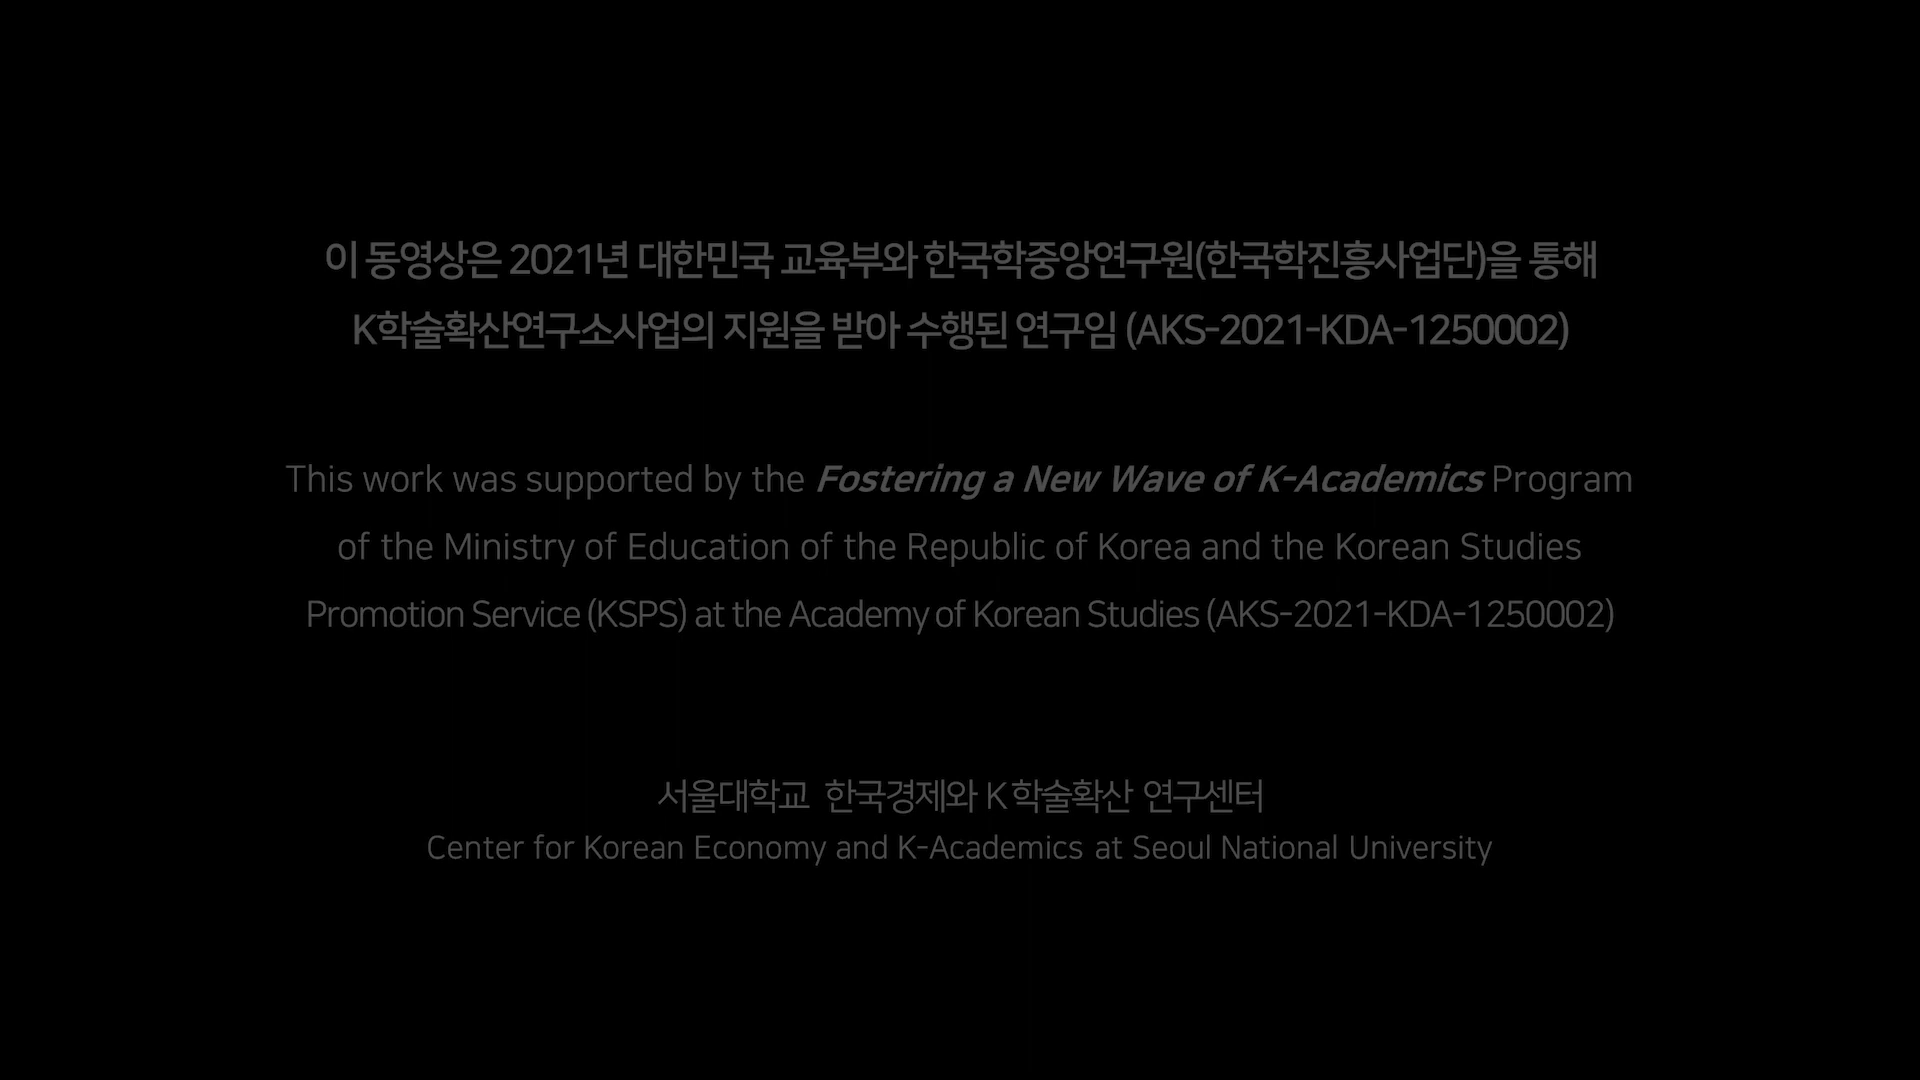 이 동영상은 2021년 대한민국 교육부와 한국학중앙연구원(한국학진흥사업단)을 통해
K학술확산연구소사업의 지원을 받아 수행된 연구임 (AKS-2021-KDA-1250002)
This work was supported by the Fostering a New Wave of K-Academics Program
of the Ministry of Education of the Republic of Korea and the Korean Studies
Promotion Service (KSPS) at the Academy of Korean Studies (AKS-2021-KDA-1250002)
서울대학교 한국경제와 K학술확산 연구센터
Center for Korean Economy and K-Academics at Seoul National University